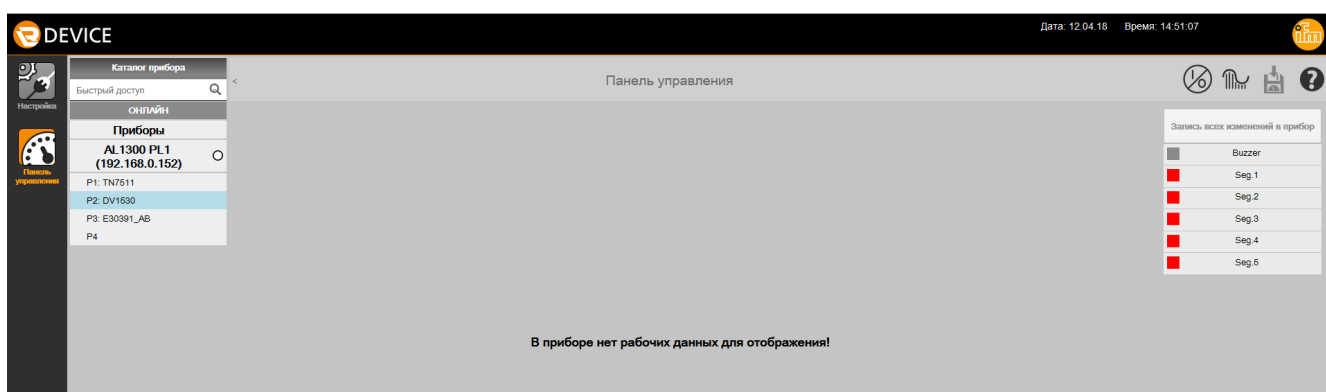 DEVICE
Дата: 12.04.18 Время: 14:51:07
ifm
Настройка
Панель управления
Каталог прибора
Быстрый доступ
<
Панель управления
ОНЛАЙН
Приборы
AL1300 PL1
(192.168.0.152)
P1: TN7511
P2: DV1530
P3: E30391_AB
P4
Запись всех изменений в прибор
Buzzer
Seg.1
Seg.2
Seg.3
Seg.4
Seg.5
В приборе нет рабочих данных для отображения!